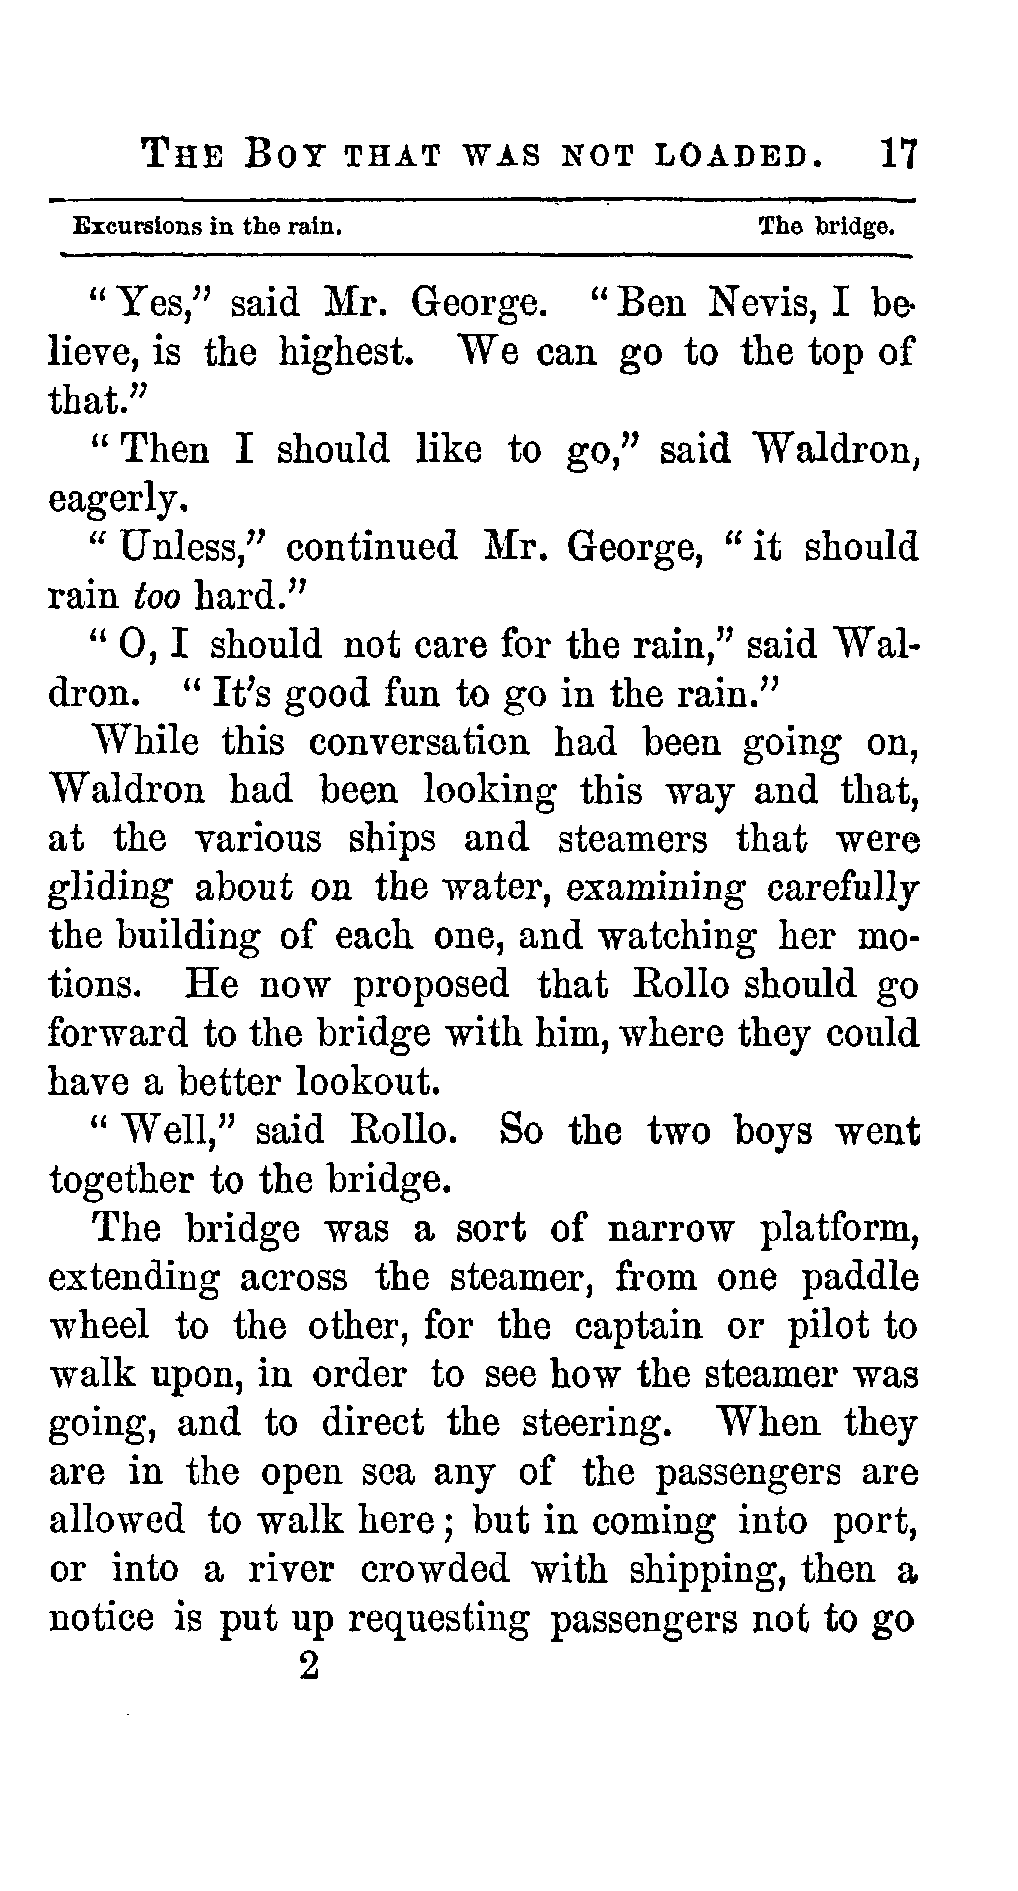 THE BOY THAT WAS NOT LOADED. 17
Excursions in the rain. The bridge.
“Yes,” said Mr. George. “Ben Nevis, I be-
lieve, is the highest. We can go to the top of
that.”
“Then I should like to go,” said Waldron,
eagerly.
“Unless,” continued Mr. George, “it should
rain too hard.”
“O, I should not care for the rain,” said Wal-
dron. “It’s good fun to go in the rain.”
While this conversation had been going on,
Waldron had been looking this way and that,
at the various ships and steamers that were
gliding about on the water, examining carefully
the building of each one, and watching her mo-
tions. He now proposed that Rollo should go
forward to the bridge with him, where they could
have a better lookout.
“Well,” said Rollo. So the two boys went
together to the bridge.
The bridge was a sort of narrow platform,
extending across the steamer, from one paddle
wheel to the other, for the captain or pilot to
walk upon, in order to see how the steamer was
going, and to direct the steering. When they
are in the open sea any of the passengers are
allowed to walk here; but in coming into port,
or into a river crowded with shipping, then a
notice is put up requesting passengers not to go
2